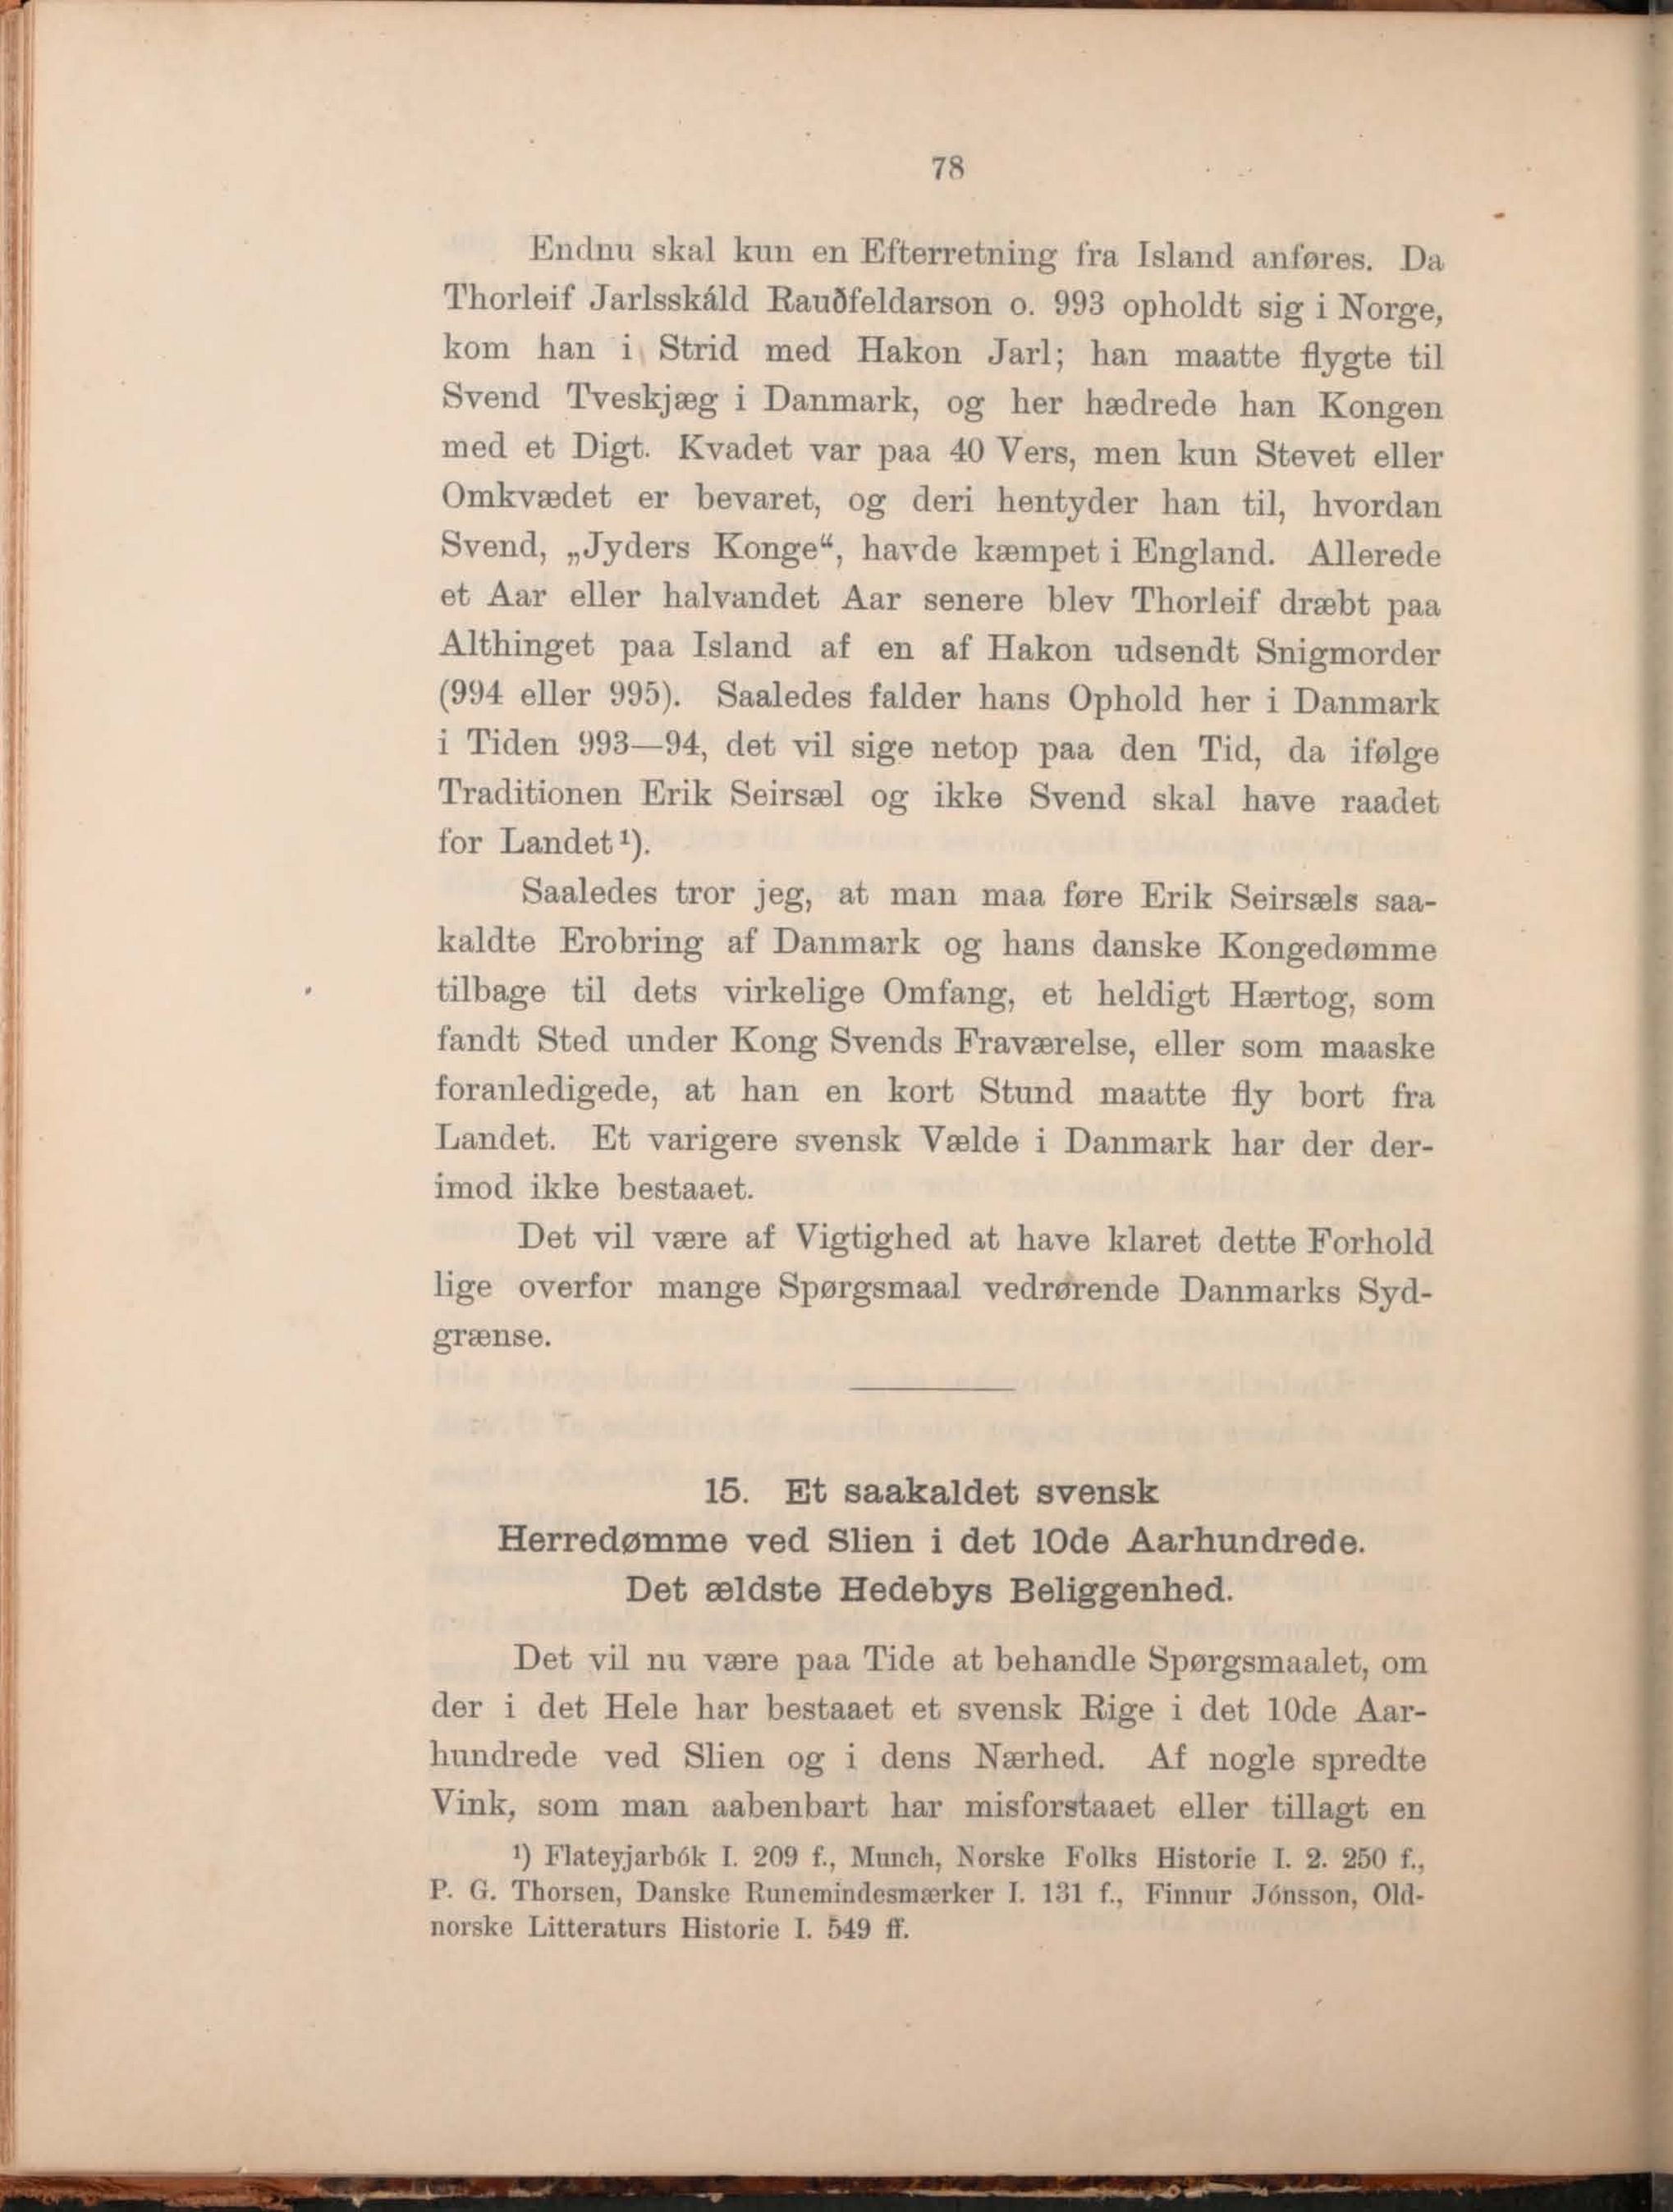 78
Endnu skal kun en Efterretning fra Island anføres. Da
Thorleif Jarlsskáld Rauðfeldarson o. 993 opholdt sig i Norge,
kom han i Strid med Hakon Jarl; han maatte flygte til
Svend Tveskjæg i Danmark, og her hædrede han Kongen
med et Digt. Kvadet var paa 40 Vers, men kun Stevet eller
Omkvædet er bevaret, og deri hentyder han til, hvordan
Svend, „Jyders Konge“, havde kæmpet i England. Allerede
et Aar eller halvandet Aar senere blev Thorleif dræbt paa
Althinget paa Island af en af Hakon udsendt Snigmorder
(994 eller 995). Saaledes falder hans Ophold her i Danmark
i Tiden 993—94, det vil sige netop paa den Tid, da ifølge
Traditionen Erik Seirsæl og ikke Svend skal have raadet
for Landet ¹).
Saaledes tror jeg, at man maa føre Erik Seirsæls saa-
kaldte Erobring af Danmark og hans danske Kongedømme
tilbage til dets virkelige Omfang, et heldigt Hærtog, som
fandt Sted under Kong Svends Fraværelse, eller som maaske
foranledigede, at han en kort Stund maatte fly bort fra
Landet. Et varigere svensk Vælde i Danmark har der der-
imod ikke bestaaet.
Det vil være af Vigtighed at have klaret dette Forhold
lige overfor mange Spørgsmaal vedrørende Danmarks Syd-
grænse.
15. Et saakaldet svensk
Herredømme ved Slien i det 10de Aarhundrede.
Det ældste Hedebys Beliggenhed.
Det vil nu være paa Tide at behandle Spørgsmaalet, om
der i det Hele har bestaaet et svensk Rige i det 10de Aar-
hundrede ved Slien og i dens Nærhed. Af nogle spredte
Vink, som man aabenbart har misforstaaet eller tillagt en
¹) Flateyjarbók I. 209 f., Munch, Norske Folks Historie I. 2. 250 f.,
P. G. Thorsen, Danske Runemindesmærker I. 131 f., Finnur Jónsson, Old-
norske Litteraturs Historie I. 549 ff.